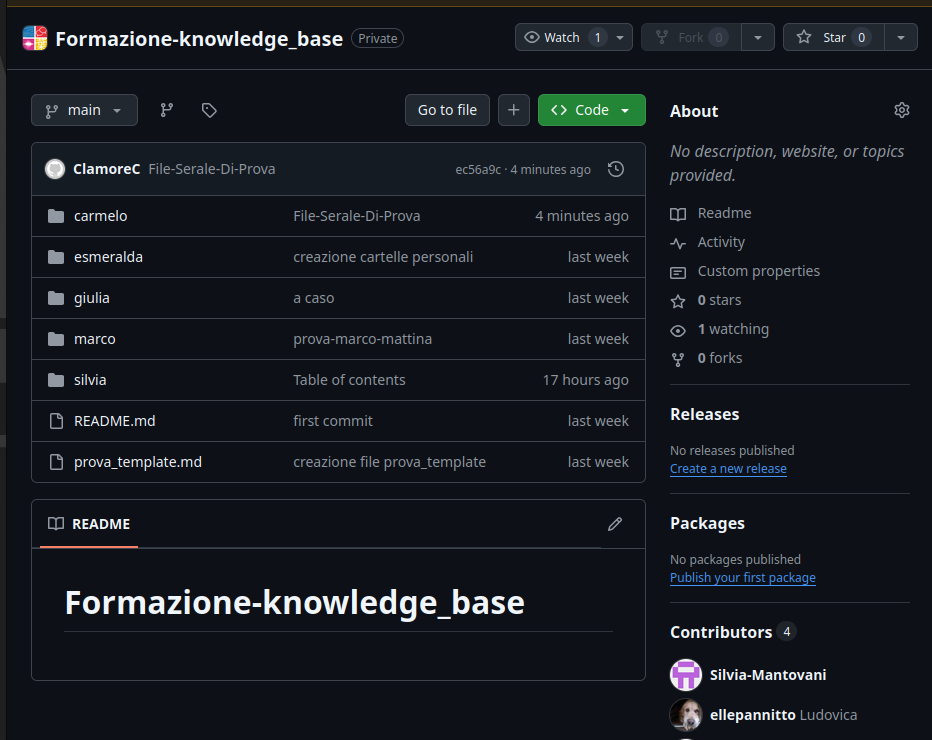 Formazione-knowledge_base Private Watch 1 Fork 0 Star 0
main Go to file + <> Code
ClamoreC File-Serale-Di-Prova ec56a9c · 4 minutes ago
carmelo File-Serale-Di-Prova 4 minutes ago
esmeralda creazione cartelle personali last week
giulia a caso last week
marco prova-marco-mattina last week
silvia Table of contents 17 hours ago
README.md first commit last week
prova_template.md creazione file prova_template last week
README
Formazione-knowledge_base
About
No description, website, or topics
provided.
Readme
Activity
Custom properties
0 stars
1 watching
0 forks
Releases
No releases published
Create a new release
Packages
No packages published
Publish your first package
Contributors 4
Silvia-Mantovani
ellepannitto Ludovica